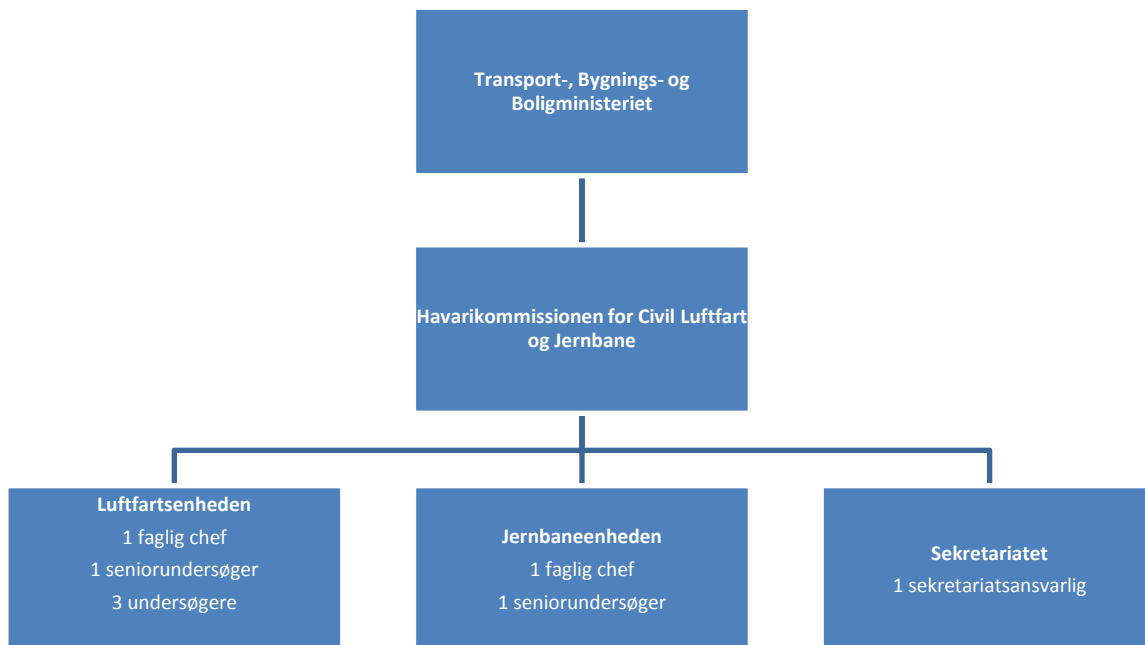 Transport-, Bygnings- og
Boligministeriet
Havarikommissionen for Civil Luftfart
og Jernbane
Luftfartsenheden
1 faglig chef
1 seniorundersøger
3 undersøgere
Jernbaneenheden
1 faglig chef
1 seniorundersøger
Sekretariatet
1 sekretariatsansvarlig